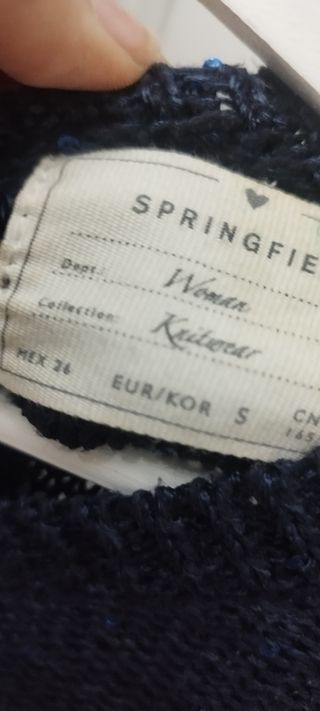 SPRINGFIE
Dept.: Woman
Collection: Knitwear
MEX 26 EUR/KOR S CN
165